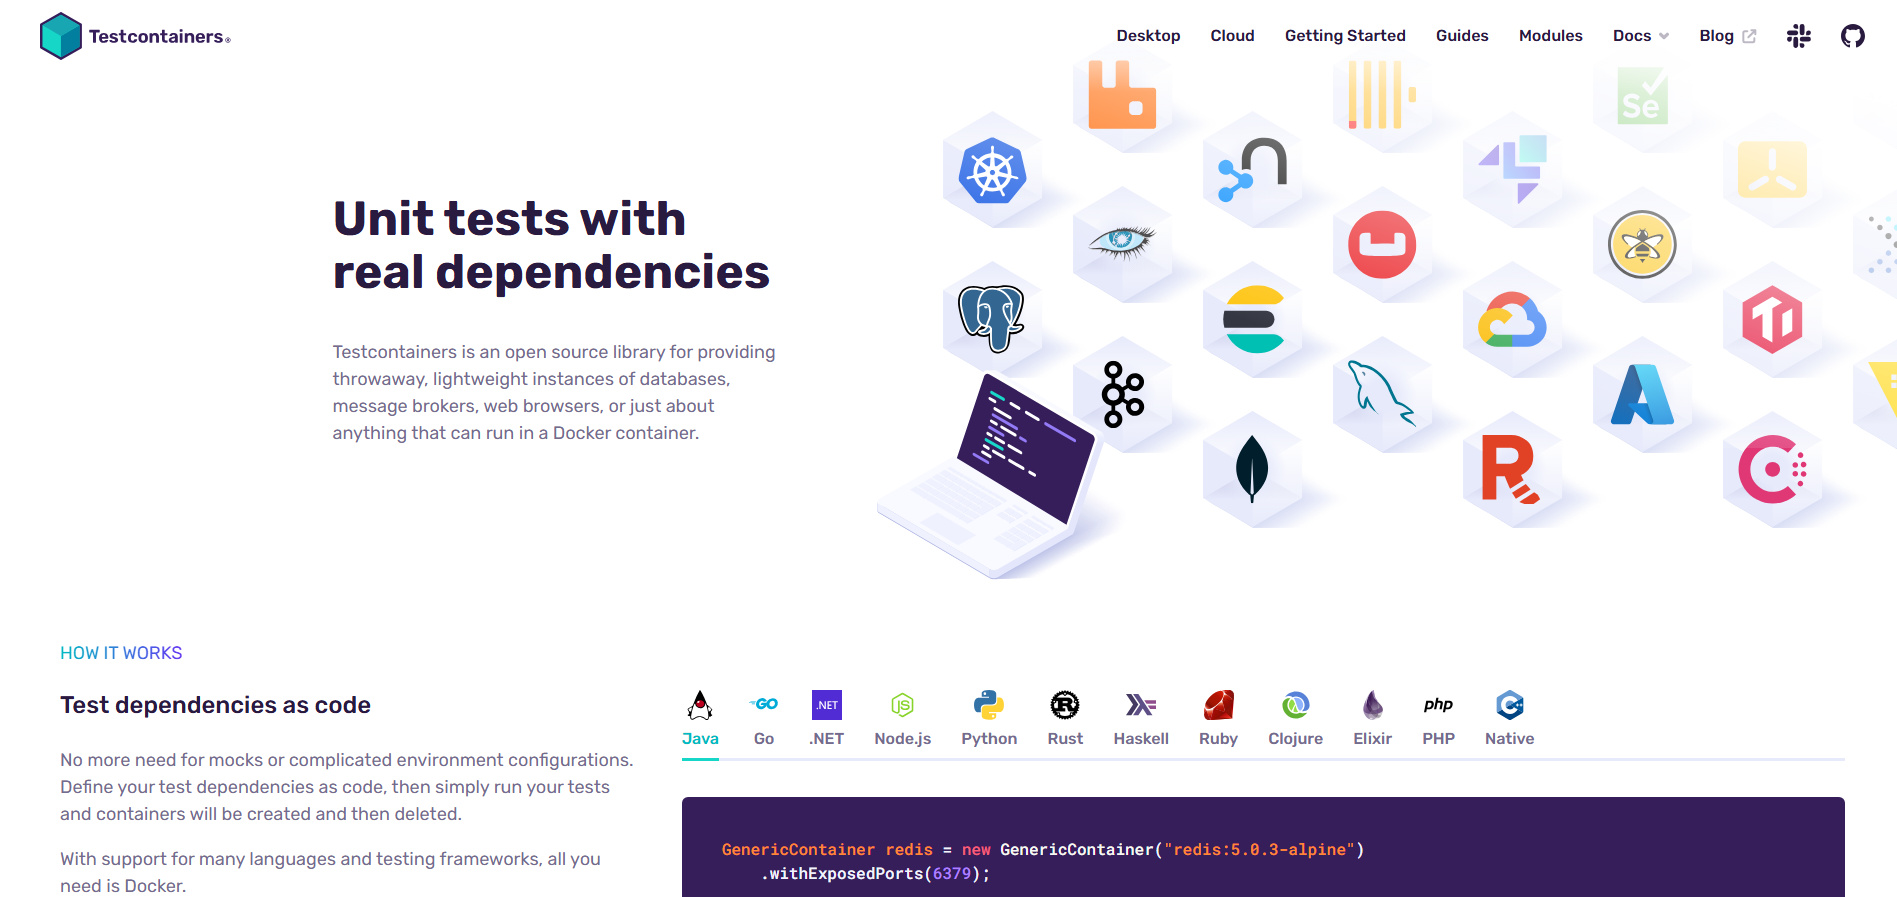 Testcontainers®
Desktop
Cloud
Getting Started
Guides
Modules
Docs
Blog
Se
Unit tests with
real dependencies
Testcontainers is an open source library for providing
throwaway, lightweight instances of databases,
message brokers, web browsers, or just about
anything that can run in a Docker container.
HOW IT WORKS
Test dependencies as code
No more need for mocks or complicated environment configurations.
Define your test dependencies as code, then simply run your tests
and containers will be created and then deleted.
With support for many languages and testing frameworks, all you
need is Docker.
GO
.NET
JS
R
php
C++
Java
Go
.NET
Node.js
Python
Rust
Haskell
Ruby
Clojure
Elixir
PHP
Native
GenericContainer redis = new GenericContainer("redis:5.0.3-alpine")
.withExposedPorts(6379);